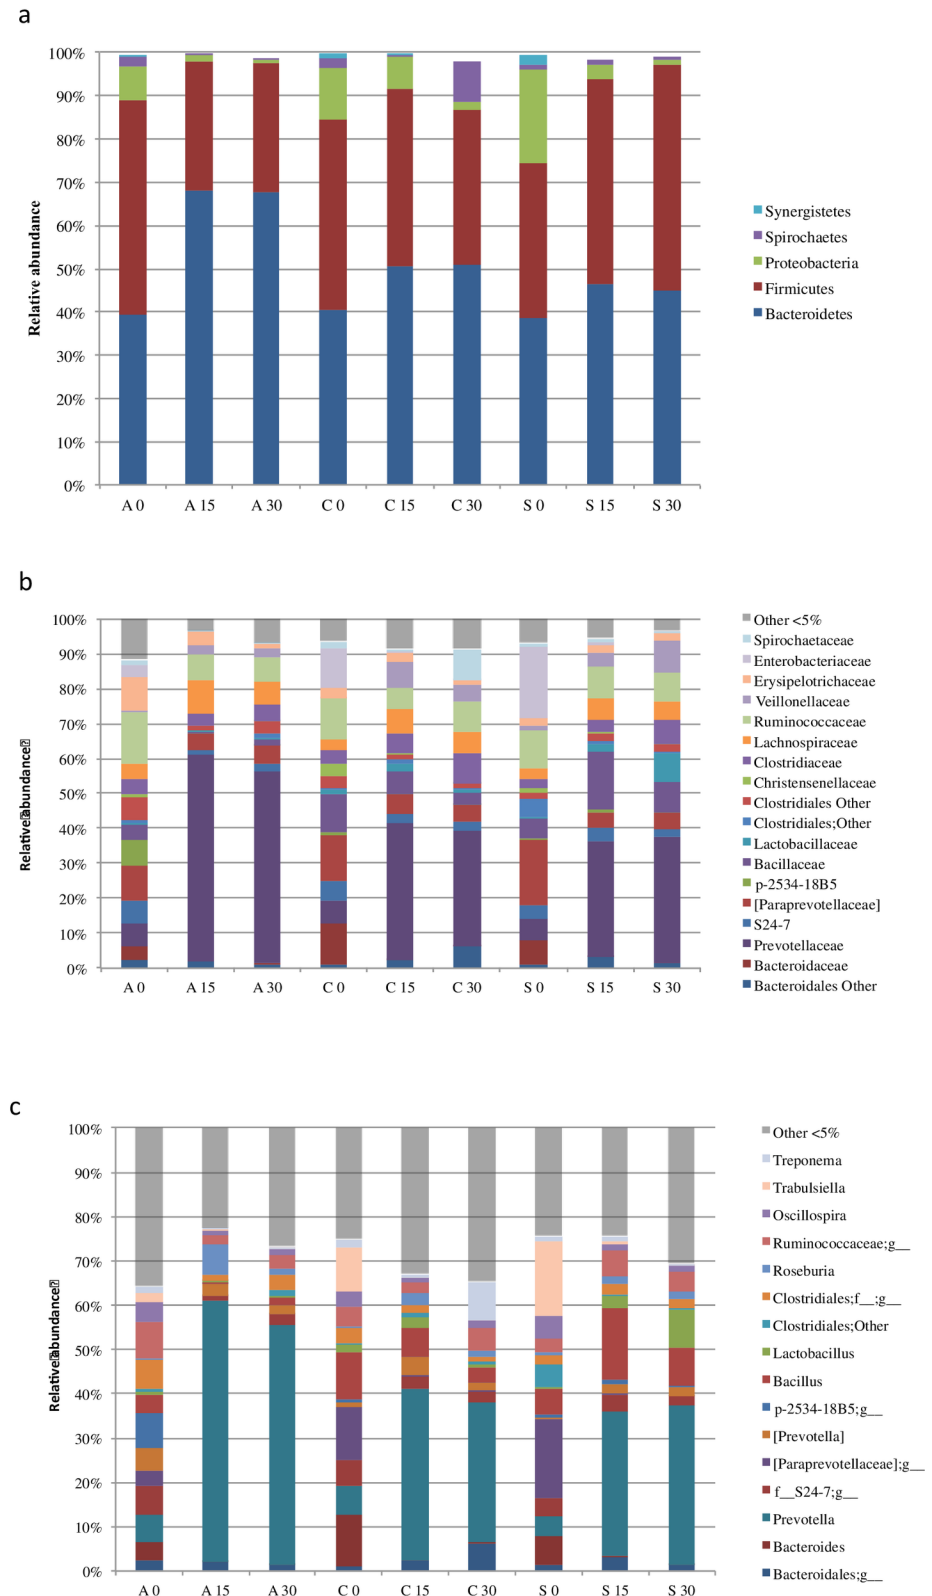 a
100%
90%
80%
70%
60%
50%
40%
30%
20%
10%
0%
Relative abundance
A 0 A 15 A 30 C 0 C 15 C 30 S 0 S 15 S 30
Synergistetes
Spirochaetes
Proteobacteria
Firmicutes
Bacteroidetes
b
100%
90%
80%
70%
60%
50%
40%
30%
20%
10%
0%
Relative abundance
A 0 A 15 A 30 C 0 C 15 C 30 S 0 S 15 S 30
Other <5%
Spirochaetaceae
Enterobacteriaceae
Erysipelotrichaceae
Veillonellaceae
Ruminococcaceae
Lachnospiraceae
Clostridiaceae
Christensenellaceae
Clostridiales Other
Clostridiales;Other
Lactobacillaceae
Bacillaceae
p-2534-18B5
[Paraprevotellaceae]
S24-7
Prevotellaceae
Bacteroidaceae
Bacteroidales Other
c
100%
90%
80%
70%
60%
50%
40%
30%
20%
10%
0%
Relative abundance
A 0 A 15 A 30 C 0 C 15 C 30 S 0 S 15 S 30
Other <5%
Treponema
Trabulsiella
Oscillospira
Ruminococcaceae;g__
Roseburia
Clostridiales;f__;g__
Clostridiales;Other
Lactobacillus
Bacillus
p-2534-18B5;g__
[Prevotella]
[Paraprevotellaceae];g__
f__S24-7;g__
Prevotella
Bacteroides
Bacteroidales;g__